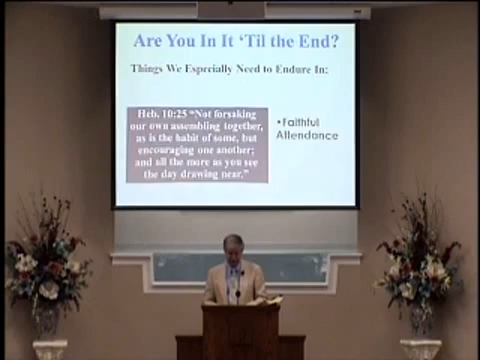 Are You In It ‘Til the End?
Things We Especially Need to Endure In:
Heb. 10:25 “Not forsaking
our own assembling together,
as is the habit of some, but
encouraging one another;
and all the more as you see
the day drawing near.”
•Faithful
Attendance